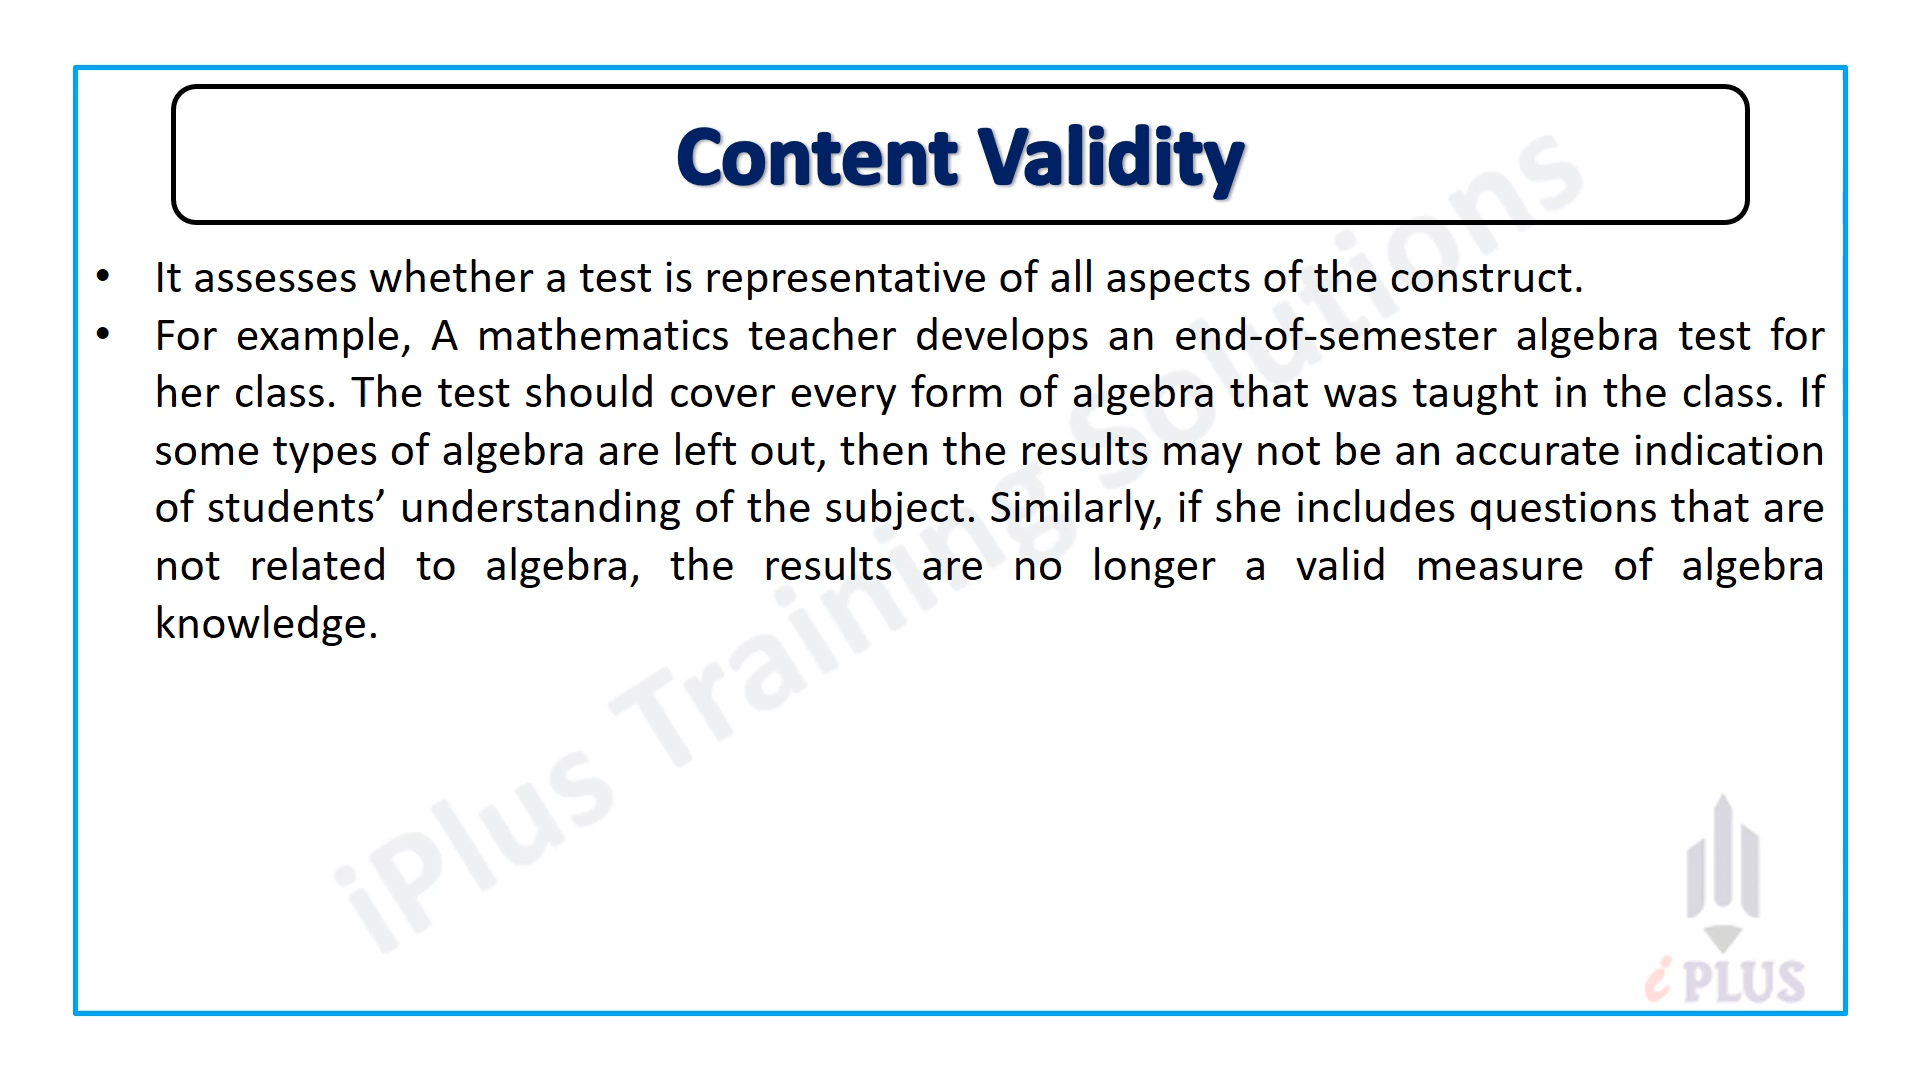 Content Validity
• It assesses whether a test is representative of all aspects of the construct.
• For example, A mathematics teacher develops an end-of-semester algebra test for
her class. The test should cover every form of algebra that was taught in the class. If
some types of algebra are left out, then the results may not be an accurate indication
of students’ understanding of the subject. Similarly, if she includes questions that are
not related to algebra, the results are no longer a valid measure of algebra
knowledge.
iPlus Training Solutions
i PLUS